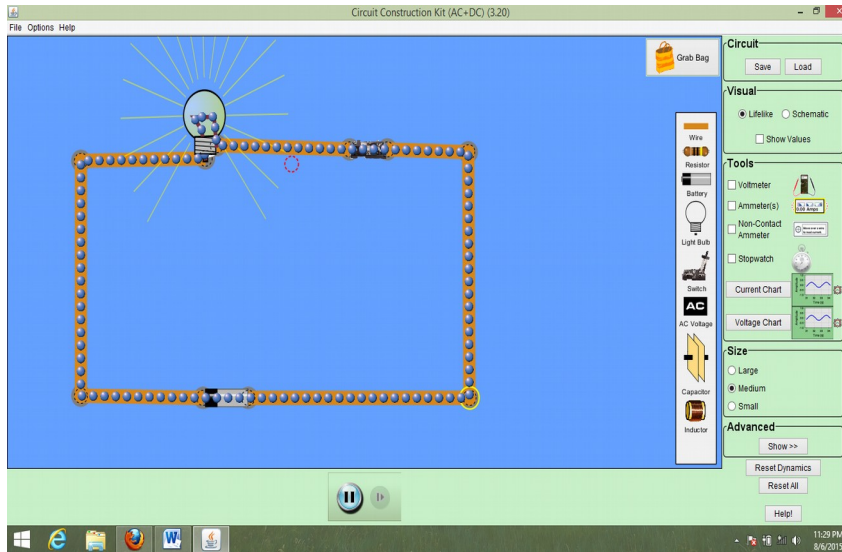 Circuit Construction Kit (AC+DC) (3.20)
File Options Help
Grab Bag
Wire
Resistor
Battery
Light Bulb
Switch
AC
AC Voltage
Capacitor
Inductor
Circuit
Save Load
Visual
Lifelike Schematic
Show Values
Tools
Voltmeter
Ammeter(s)
Non-Contact
Ammeter
Stopwatch
Current Chart
Voltage Chart
Size
Large
Medium
Small
Advanced
Show >>
Reset Dynamics
Reset All
Help!
11:29 PM
8/6/2015